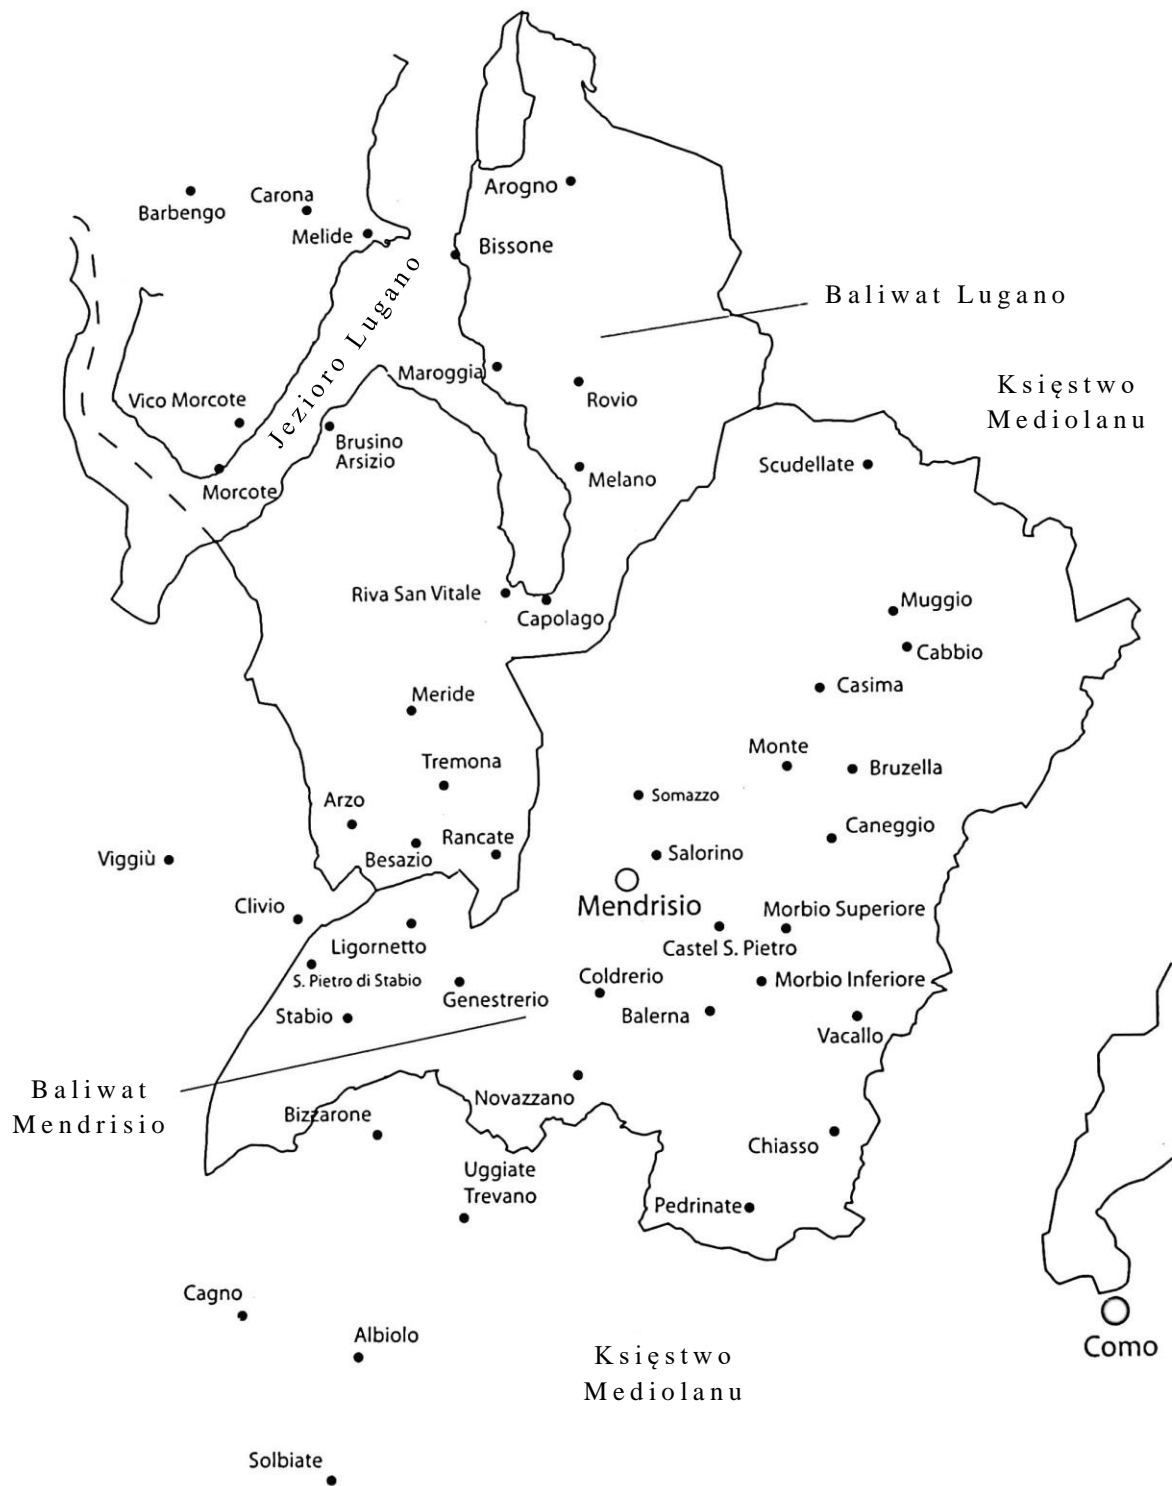 Arogno
Carona
Barbengo
Melide
Bissone
Baliwat Lugano
Jezioro Lugano
Maroggia
Rovio
Księstwo
Mediolanu
Vico Morcote
Brusino
Arsizio
Scudellate
Melano
Morcote
Riva San Vitale
Capolago
Muggio
Cabbio
Casima
Meride
Monte
Tremona
Bruzella
Somazzo
Arzo
Caneggio
Rancate
Salorino
Viggiù
Besazio
Clivio
Mendrisio
Morbio Superiore
Ligornetto
Castel S. Pietro
S. Pietro di Stabio
Coldrerio
Morbio Inferiore
Genestrerio
Stabio
Balerna
Vacallo
Baliwat
Mendrisio
Novazzano
Bizzarone
Chiasso
Uggiate
Trevano
Pedrinate
Cagno
Albiolo
Como
Księstwo
Mediolanu
Solbiate